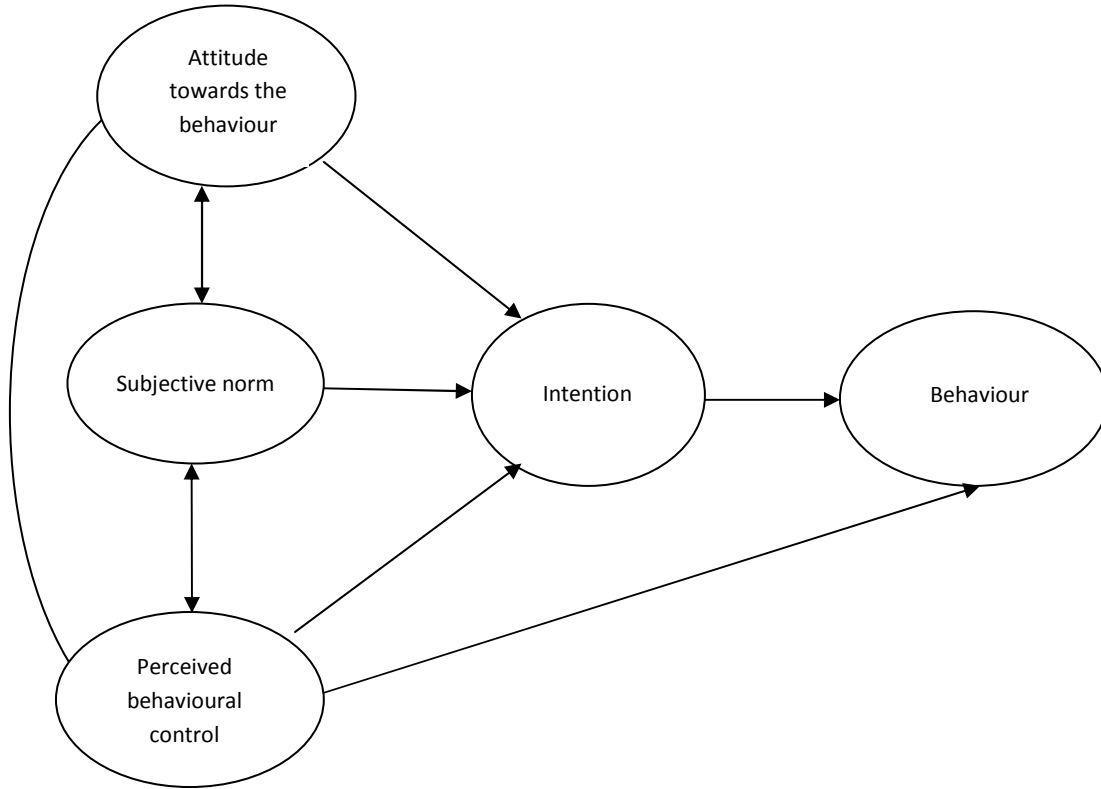 Attitude
towards the
behaviour
Subjective norm
Intention
Behaviour
Perceived
behavioural
control